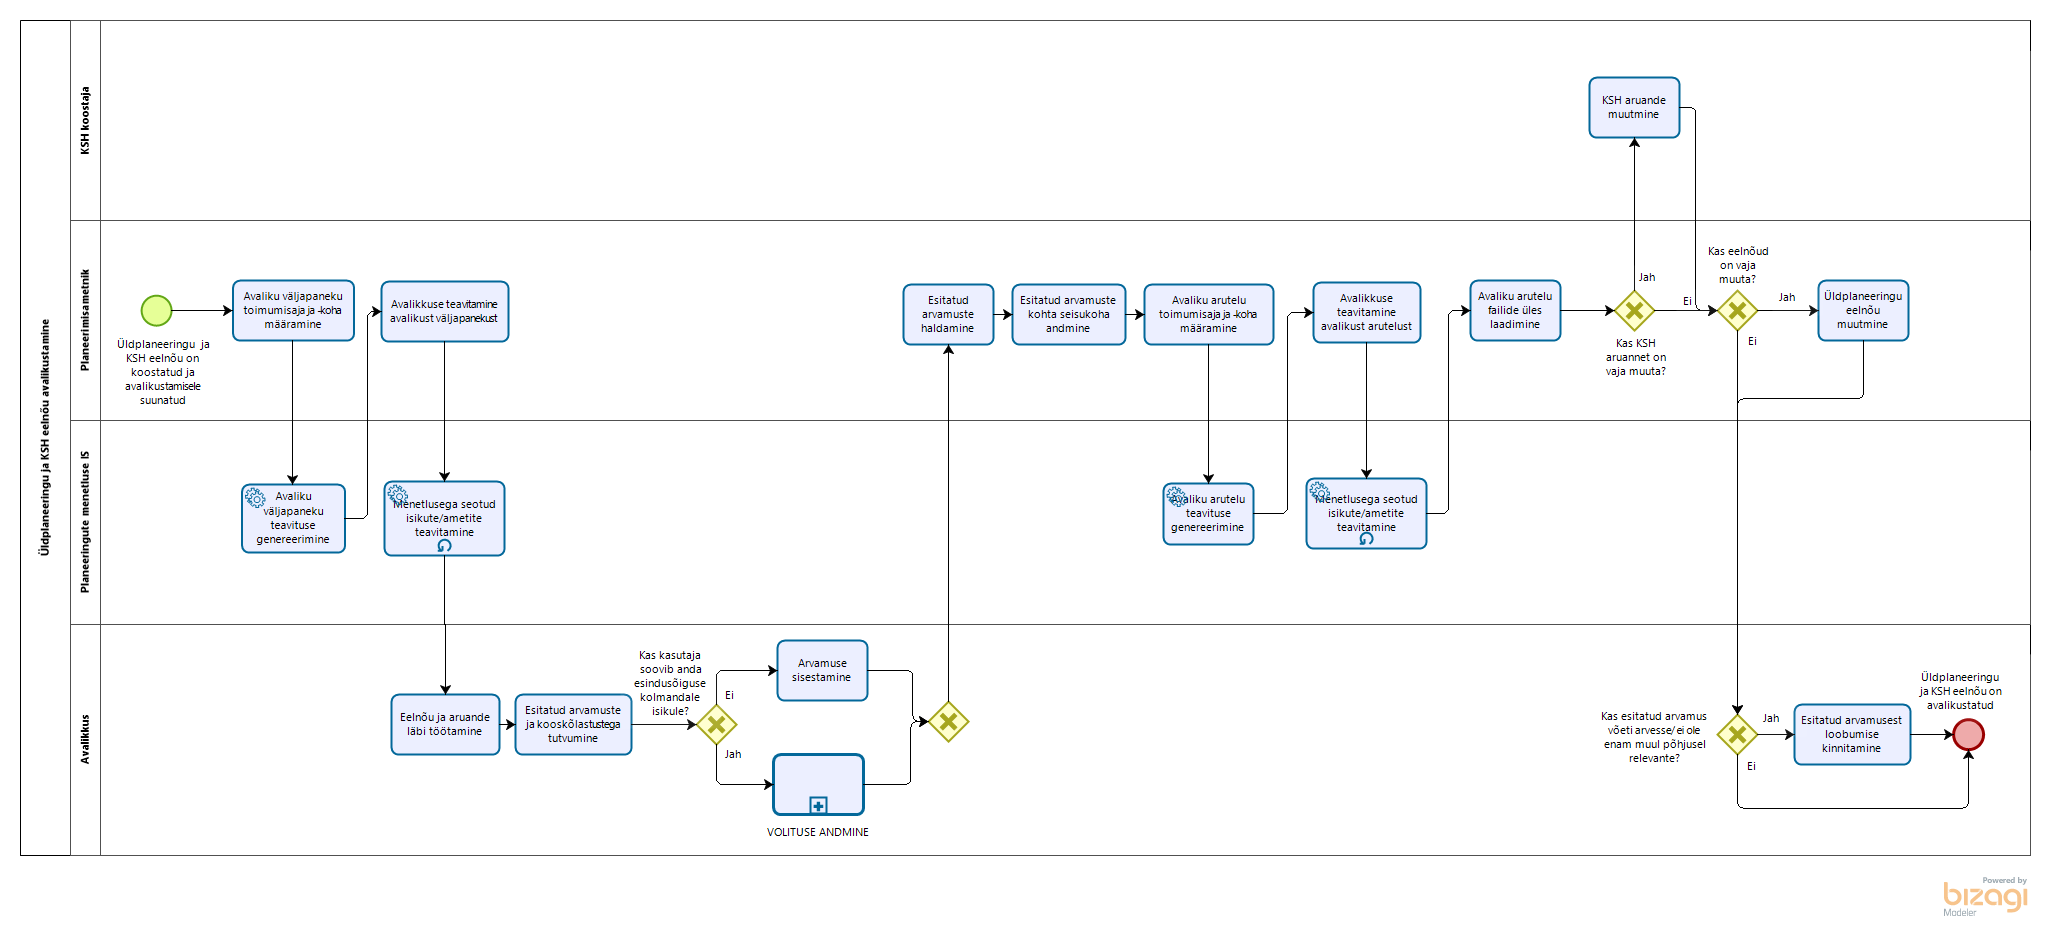 Üldplaneeringu ja KSH eelnõu avalikustamine
KSH koostaja
KSH aruande
muutmine
Planeerimisametnik
Üldplaneeringu ja
KSH eelnõu on
koostatud ja
avalikustamisele
suunatud
Avaliku väljapaneku
toimumisaja ja -koha
määramine
Avalikkuse teavitamine
avalikust väljapanekust
Esitatud
arvamuste
haldamine
Esitatud arvamuste
kohta seisukoha
andmine
Avaliku arutelu
toimumisaja ja -koha
määramine
Avalikkuse
teavitamine
avalikust arutelust
Avaliku arutelu
failide üles
laadimine
Jah
Kas KSH
aruannet on
vaja muuta?
Ei
Kas eelnõud
on vaja
muuta?
Jah
Ei
Üldplaneeringu
eelnõu
muutmine
Planeeringute menetluse IS
Avaliku
väljapaneku
teavituse
genereerimine
Menetlusega seotud
isikute/ametite
teavitamine
Avaliku arutelu
teavituse
genereerimine
Menetlusega seotud
isikute/ametite
teavitamine
Avalikkus
Eelnõu ja aruande
läbi töötamine
Esitatud arvamuste
ja kooskõlastustega
tutvumine
Kas kasutaja
soovib anda
esindusõiguse
kolmandale
isikule?
Ei
Jah
Arvamuse
sisestamine
VOLITUSE ANDMINE
Kas esitatud arvamus
võeti arvesse/ei ole
enam muul põhjusel
relevante?
Jah
Ei
Esitatud arvamusest
loobumise
kinnitamine
Üldplaneeringu
ja KSH eelnõu on
avalikustatud
Powered by
bizagi
Modeler